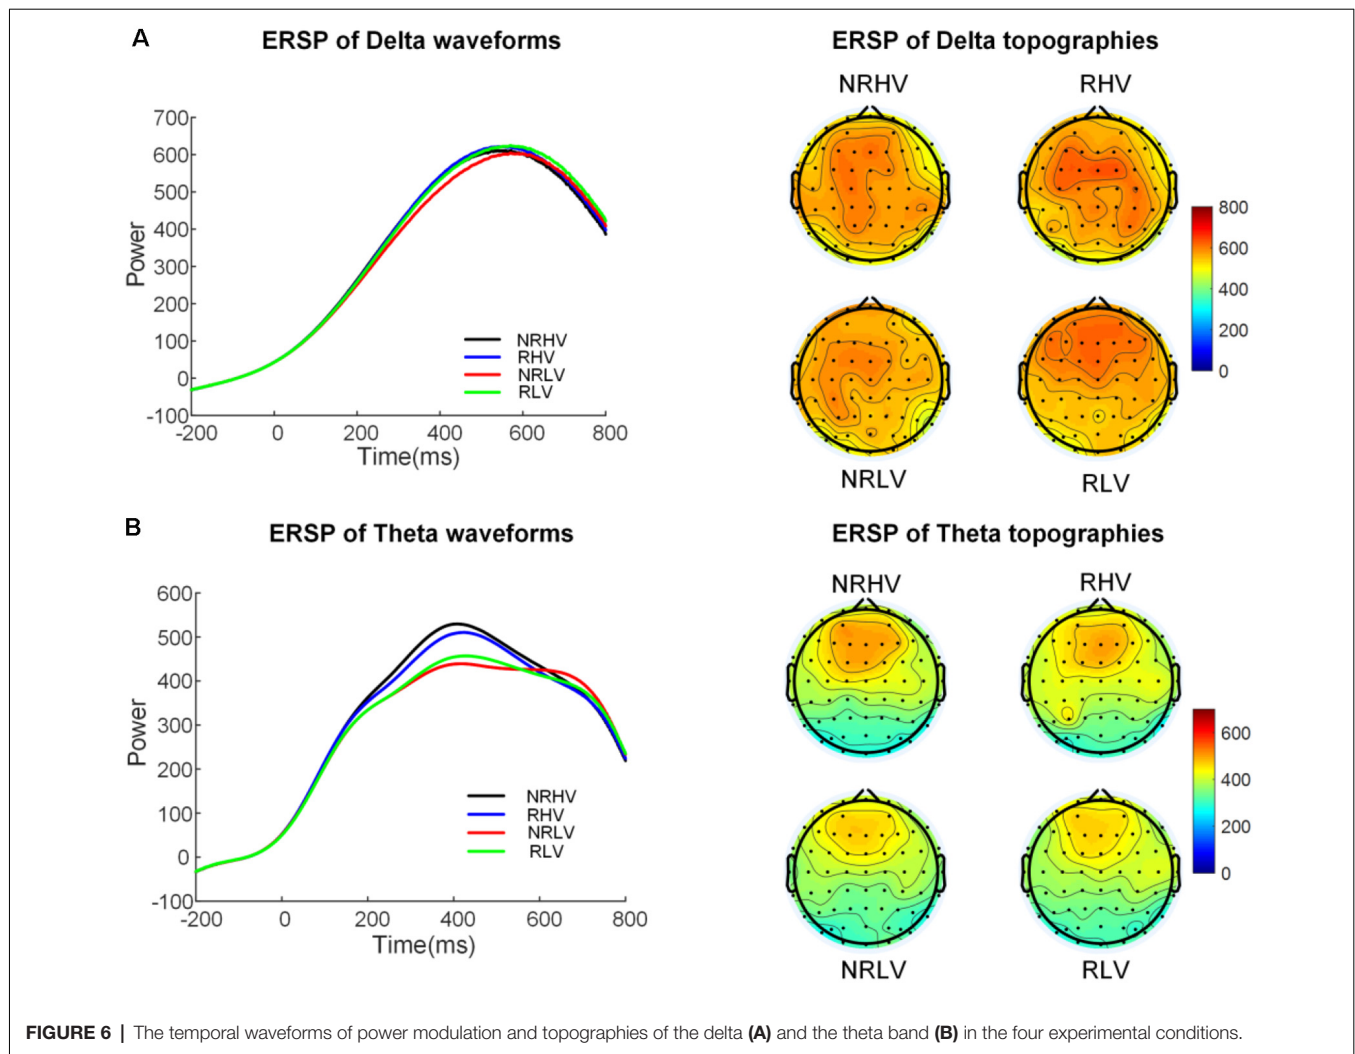 A
ERSP of Delta waveforms
ERSP of Delta topographies
NRHV
RHV
700
600
500
400
300
200
100
0
-100
Power
-200
0
200
400
600
800
Time(ms)
NRHV
RHV
NRLV
RLV
800
600
400
200
0
NRLV
RLV
B
ERSP of Theta waveforms
ERSP of Theta topographies
NRHV
RHV
600
500
400
300
200
100
0
-100
Power
-200
0
200
400
600
800
Time(ms)
NRHV
RHV
NRLV
RLV
600
400
200
0
NRLV
RLV
FIGURE 6 | The temporal waveforms of power modulation and topographies of the delta (A) and the theta band (B) in the four experimental conditions.